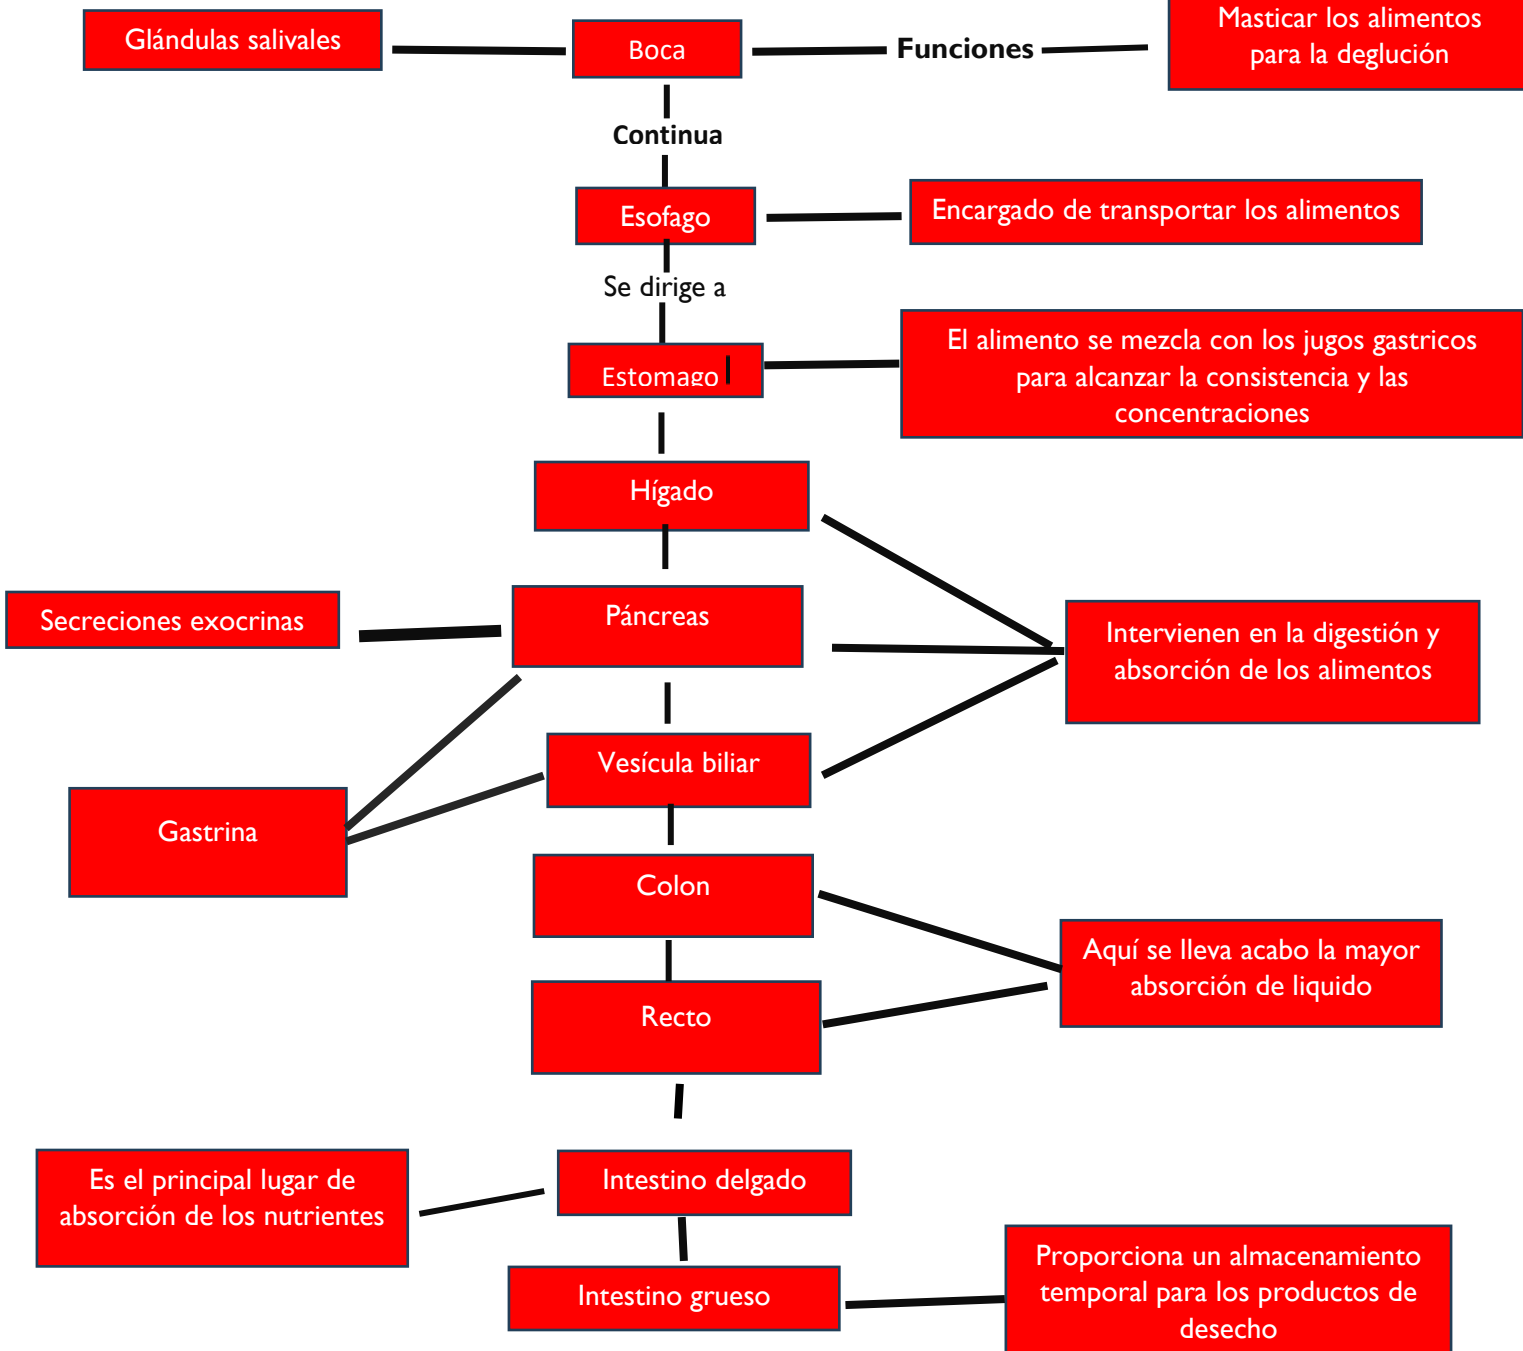 Masticar los alimentos
para la deglución
Glándulas salivales
Boca
Funciones
Continua
Esofago
Encargado de transportar los alimentos
Se dirige a
Estomago
El alimento se mezcla con los jugos gastricos
para alcanzar la consistencia y las
concentraciones
Hígado
Secreciones exocrinas
Páncreas
Intervienen en la digestión y
absorción de los alimentos
Vesícula biliar
Gastrina
Colon
Aquí se lleva acabo la mayor
absorción de liquido
Recto
Es el principal lugar de
absorción de los nutrientes
Intestino delgado
Intestino grueso
Proporciona un almacenamiento
temporal para los productos de
desecho